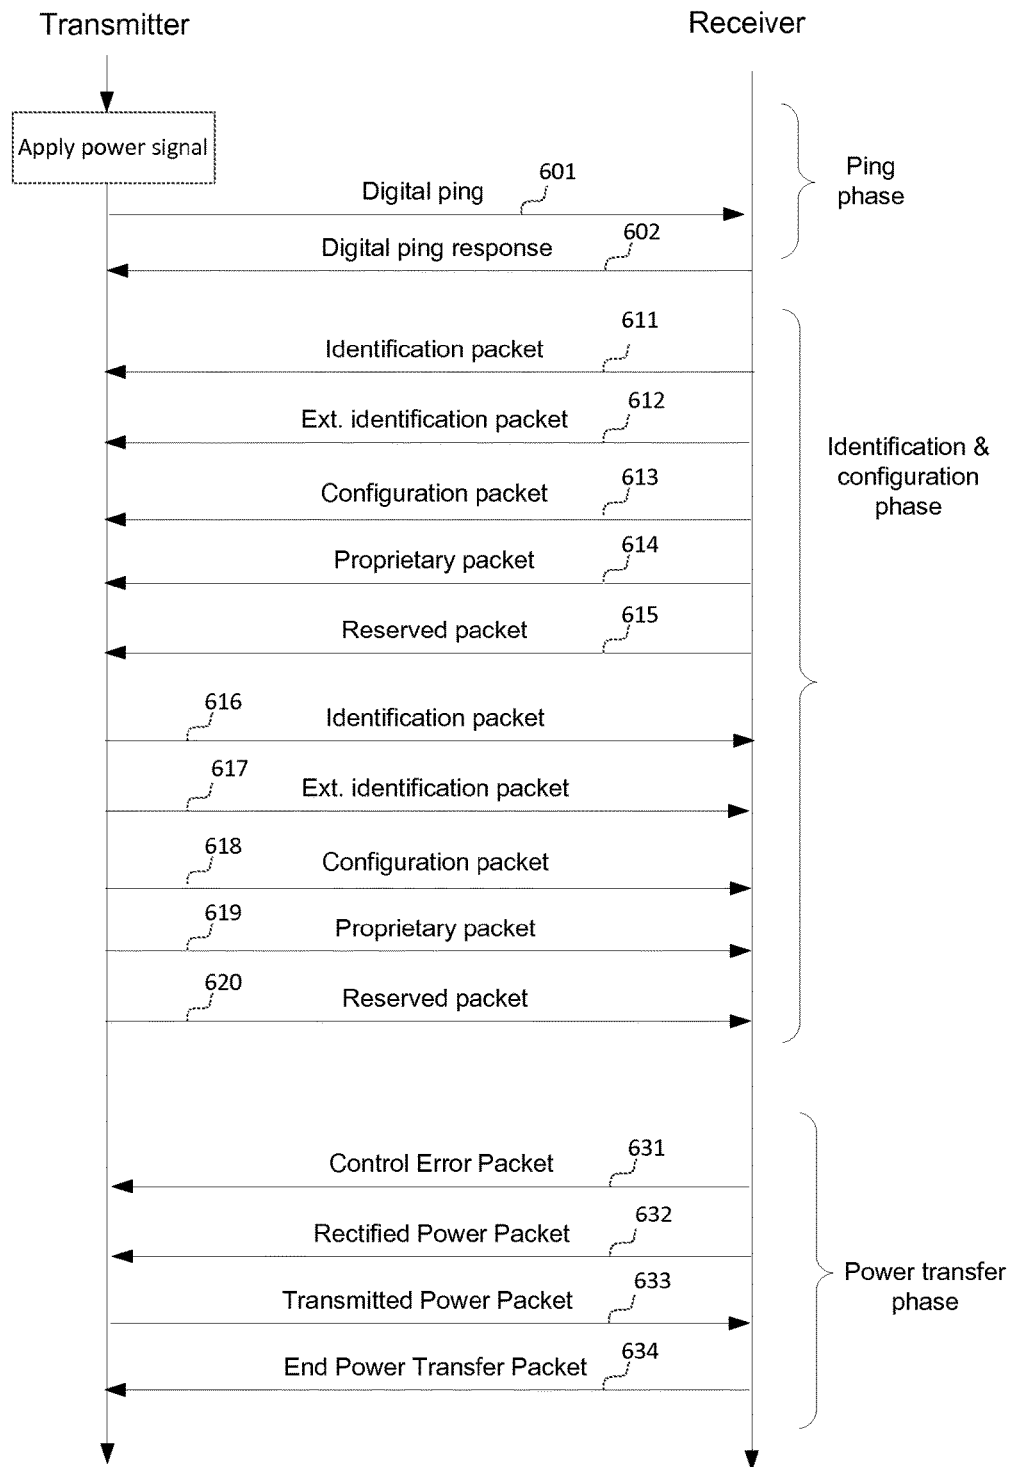 Transmitter
Receiver
Apply power signal
601
Digital ping
Ping
phase
602
Digital ping response
611
Identification packet
612
Ext. identification packet
Identification &
configuration
phase
613
Configuration packet
614
Proprietary packet
615
Reserved packet
616
Identification packet
617
Ext. identification packet
618
Configuration packet
619
Proprietary packet
620
Reserved packet
631
Control Error Packet
632
Rectified Power Packet
Power transfer
phase
633
Transmitted Power Packet
634
End Power Transfer Packet